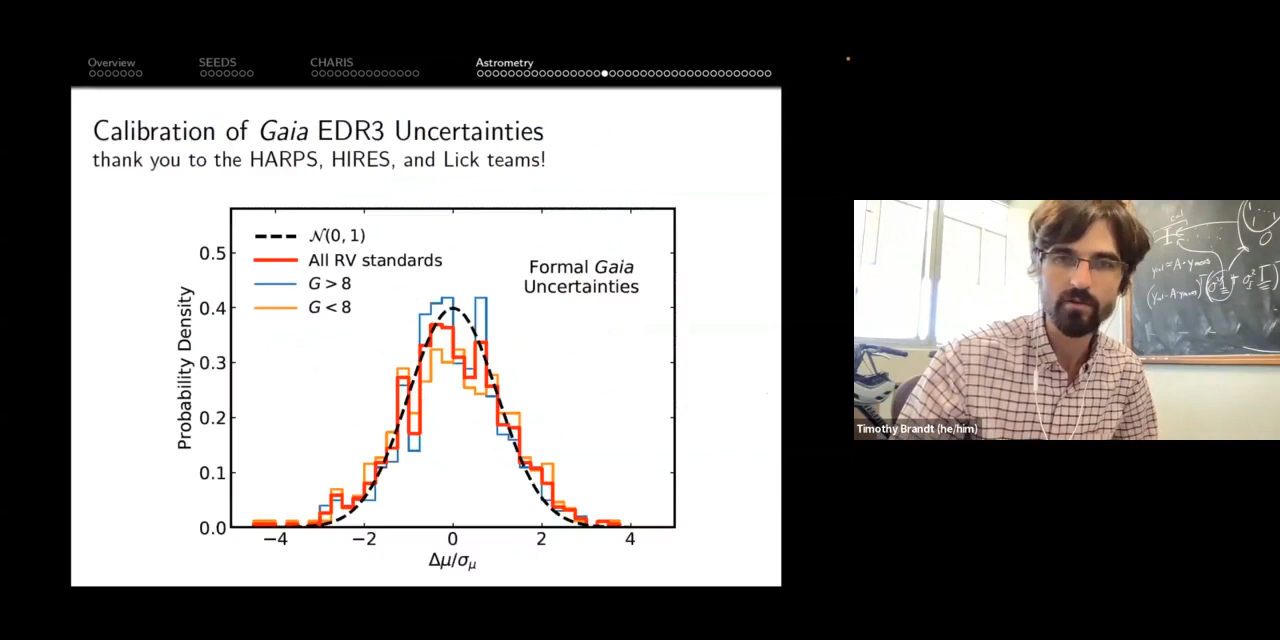 Overview SEEDS CHARIS Astrometry
Calibration of Gaia EDR3 Uncertainties
thank you to the HARPS, HIRES, and Lick teams!
N(0, 1)
All RV standards
G > 8
G < 8
Formal Gaia
Uncertainties
Probability Density
0.5
0.4
0.3
0.2
0.1
0.0
−4 −2 0 2 4
Δμ/σμ
Timothy Brandt (he/him)